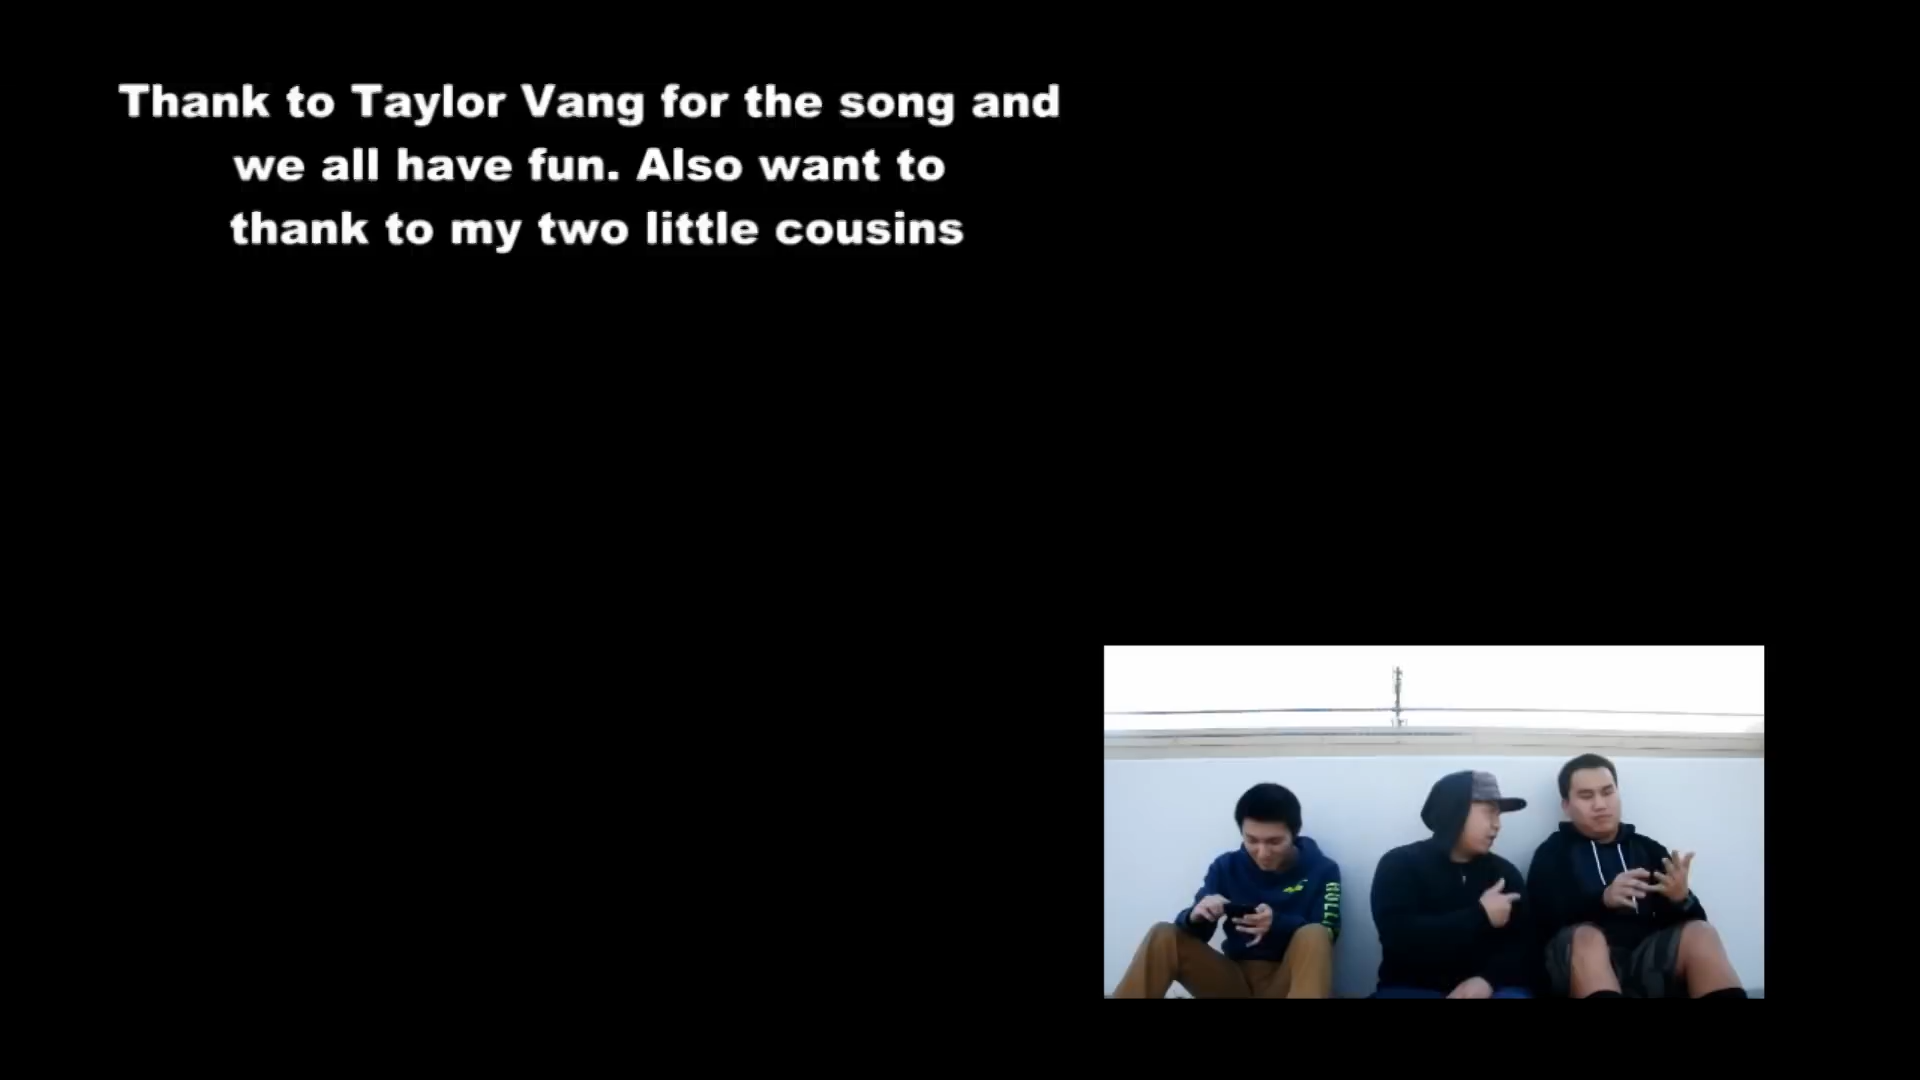 Thank to Taylor Vang for the song and
we all have fun. Also want to
thank to my two little cousins